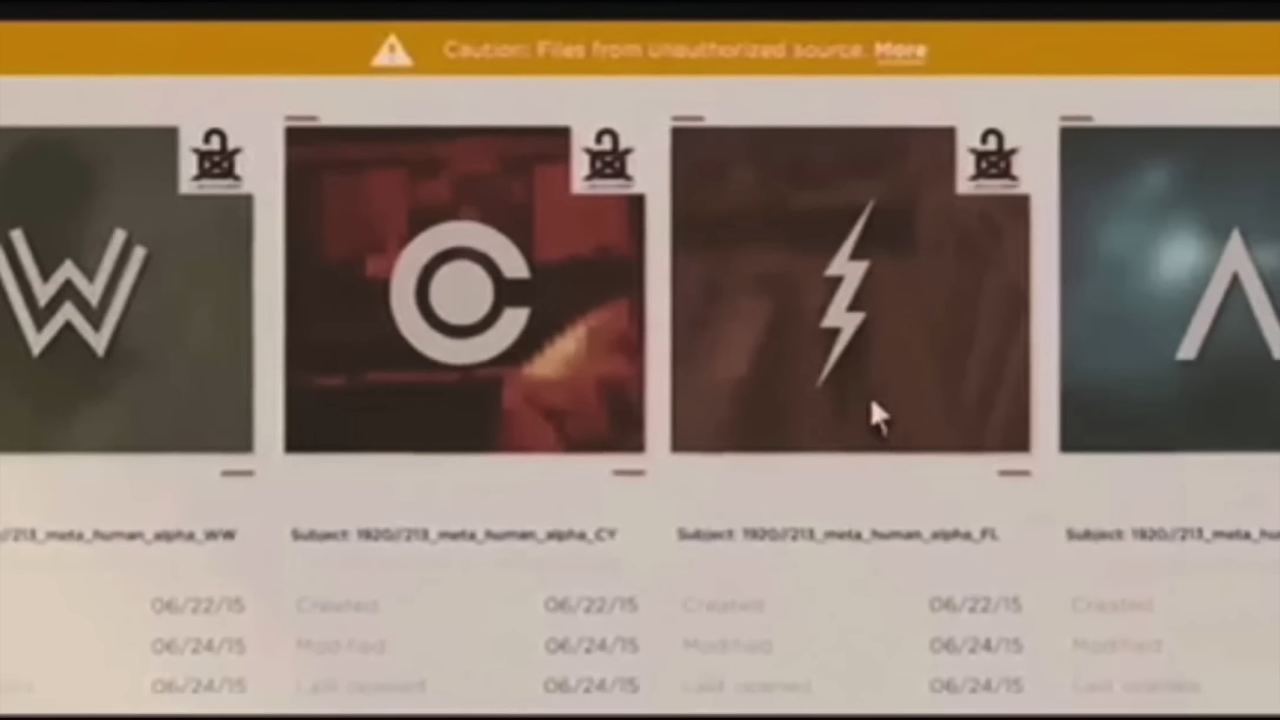 Caution: Files from unauthorized source. More
W C
//213_meta_human_alpha_WW Subject: 1920//213_meta_human_alpha_CY Subject: 1920//213_meta_human_alpha_FL Subject: 1920//213_meta_hu
06/22/15 Created 06/22/15 Created 06/22/15 Created
06/24/15 Modified 06/24/15 Modified 06/24/15 Modified
06/24/15 Last opened 06/24/15 Last opened 06/24/15 Last opened